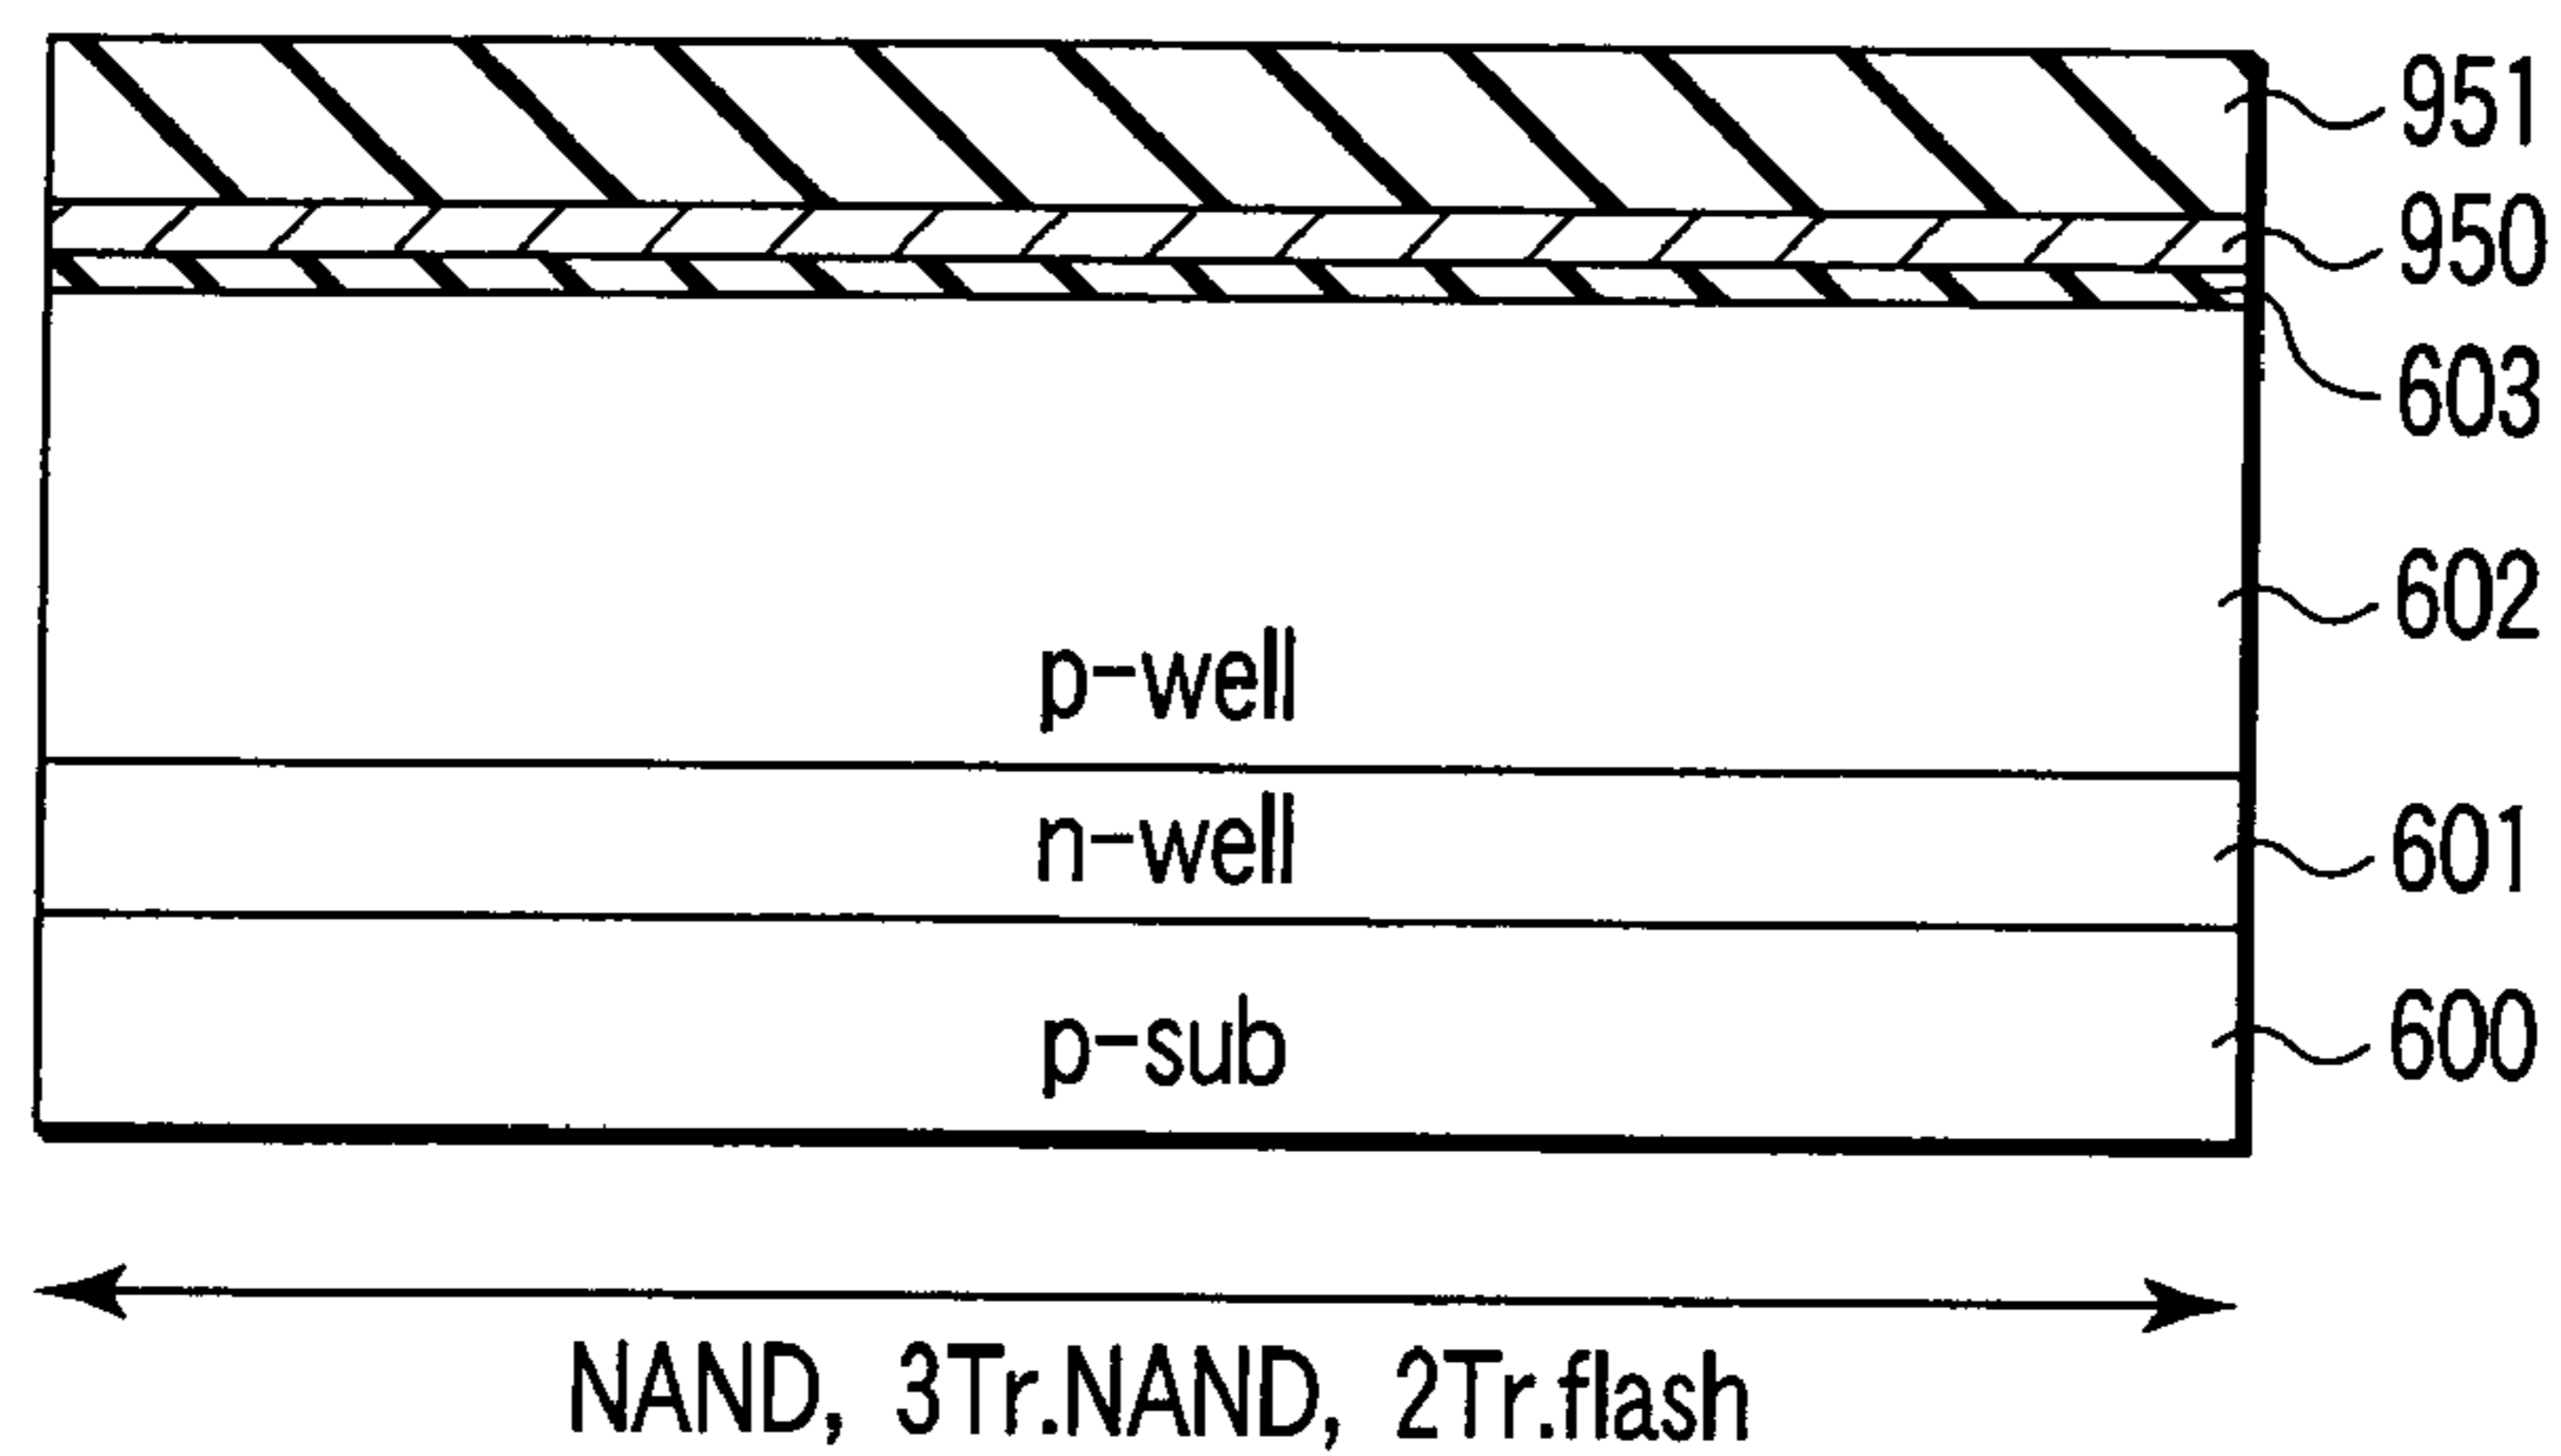 951
950
603
602
p-well
n-well
601
p-sub
600
NAND, 3Tr.NAND, 2Tr.flash